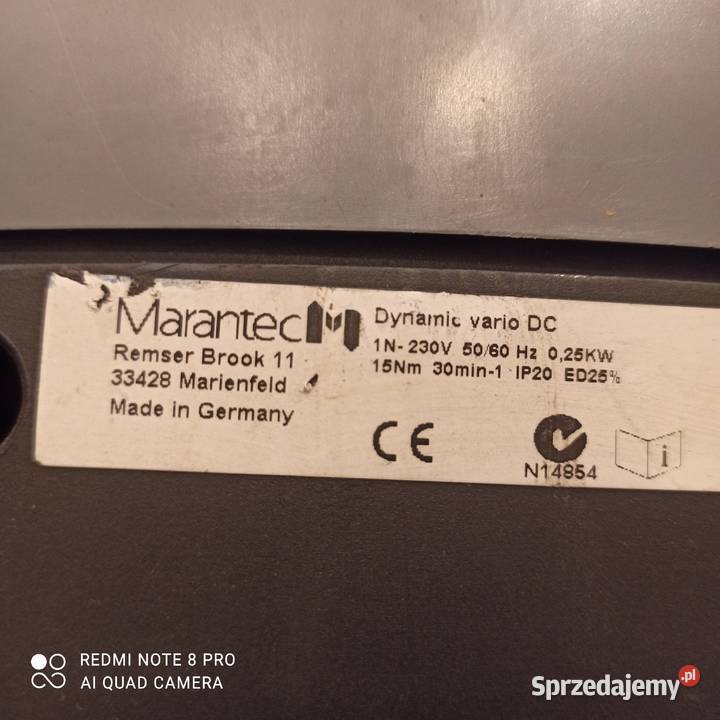 Marantec
Remser Brook 11
33428 Marienfeld
Made in Germany
Dynamic vario DC
1N- 230V 50/60 Hz 0,25KW
15Nm 30min-1 IP20 ED25%
CE
N14854
i
REDMI NOTE 8 PRO
AI QUAD CAMERA
Sprzedajemy.pl